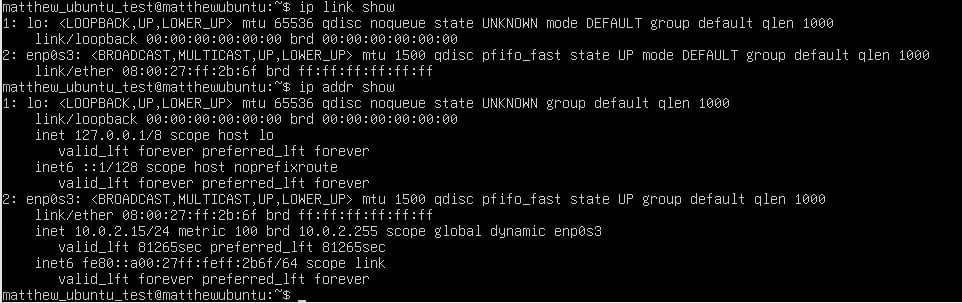 matthew_ubuntu_test@matthewubuntu:~$ ip link show
1: lo: <LOOPBACK,UP,LOWER_UP> mtu 65536 qdisc noqueue state UNKNOWN mode DEFAULT group default qlen 1000
    link/loopback 00:00:00:00:00:00 brd 00:00:00:00:00:00
2: enp0s3: <BROADCAST,MULTICAST,UP,LOWER_UP> mtu 1500 qdisc pfifo_fast state UP mode DEFAULT group default qlen 1000
    link/ether 08:00:27:ff:2b:6f brd ff:ff:ff:ff:ff:ff
matthew_ubuntu_test@matthewubuntu:~$ ip addr show
1: lo: <LOOPBACK,UP,LOWER_UP> mtu 65536 qdisc noqueue state UNKNOWN group default qlen 1000
    link/loopback 00:00:00:00:00:00 brd 00:00:00:00:00:00
    inet 127.0.0.1/8 scope host lo
       valid_lft forever preferred_lft forever
    inet6 ::1/128 scope host noprefixroute
       valid_lft forever preferred_lft forever
2: enp0s3: <BROADCAST,MULTICAST,UP,LOWER_UP> mtu 1500 qdisc pfifo_fast state UP group default qlen 1000
    link/ether 08:00:27:ff:2b:6f brd ff:ff:ff:ff:ff:ff
    inet 10.0.2.15/24 metric 100 brd 10.0.2.255 scope global dynamic enp0s3
       valid_lft 81265sec preferred_lft 81265sec
    inet6 fe80::a00:27ff:feff:2b6f/64 scope link
       valid_lft forever preferred_lft forever
matthew_ubuntu_test@matthewubuntu:~$ _